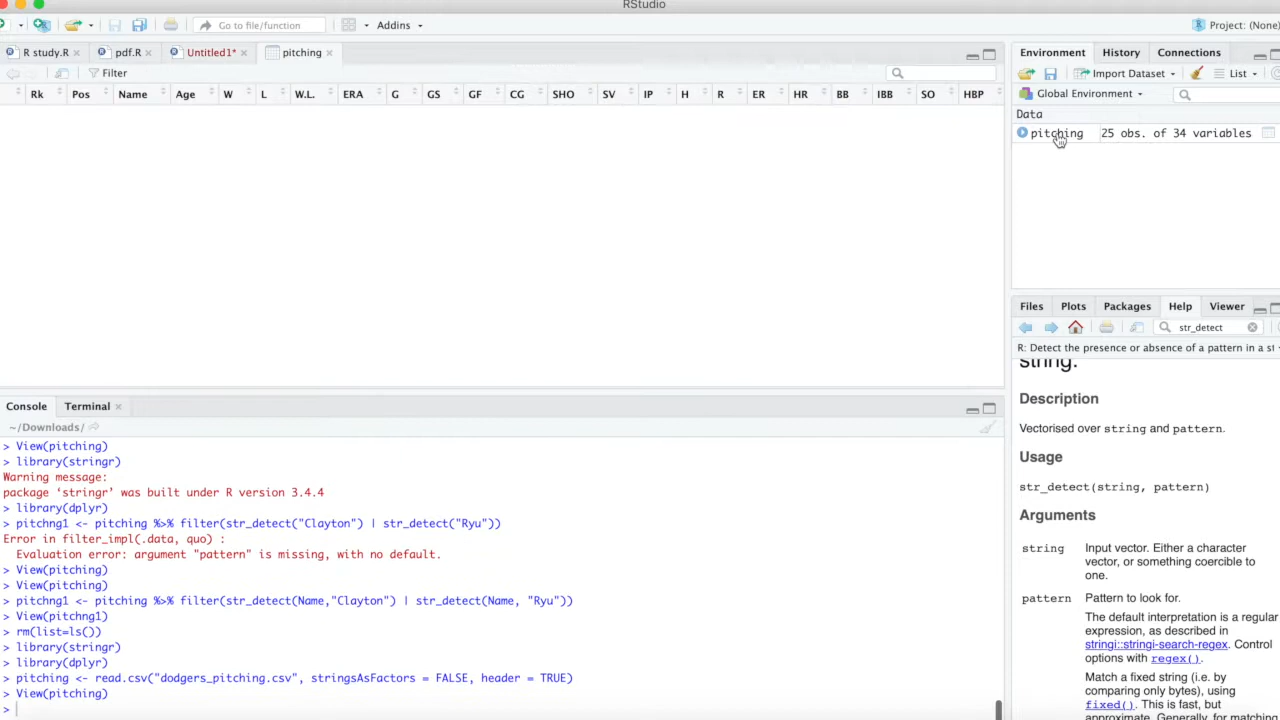 RStudio
Go to file/function
Addins
Project: (None)
R study.R
pdf.R
Untitled1*
pitching
Filter
Rk Pos Name Age W L W.L. ERA G GS GF CG SHO SV IP H R ER HR BB IBB SO HBP
Environment History Connections
Import Dataset
List
Global Environment
Data
pitching 25 obs. of 34 variables
Console Terminal
~/Downloads/
> View(pitching)
> library(stringr)
Warning message:
package ‘stringr’ was built under R version 3.4.4
> library(dplyr)
> pitchng1 <- pitching %>% filter(str_detect("Clayton") | str_detect("Ryu"))
Error in filter_impl(.data, quo) :
Evaluation error: argument "pattern" is missing, with no default.
> View(pitching)
> View(pitching)
> pitchng1 <- pitching %>% filter(str_detect(Name,"Clayton") | str_detect(Name, "Ryu"))
> View(pitchng1)
> rm(list=ls())
> library(stringr)
> library(dplyr)
> pitching <- read.csv("dodgers_pitching.csv", stringsAsFactors = FALSE, header = TRUE)
> View(pitching)
>
Files Plots Packages Help Viewer
str_detect
R: Detect the presence or absence of a pattern in a st
string.
Description
Vectorised over string and pattern.
Usage
str_detect(string, pattern)
Arguments
string Input vector. Either a character
vector, or something coercible to
one.
pattern Pattern to look for.
The default interpretation is a regular
expression, as described in
stringi::stringi-search-regex. Control
options with regex().
Match a fixed string (i.e. by
comparing only bytes), using
fixed(). This is fast, but
approximate. Generally, for matching